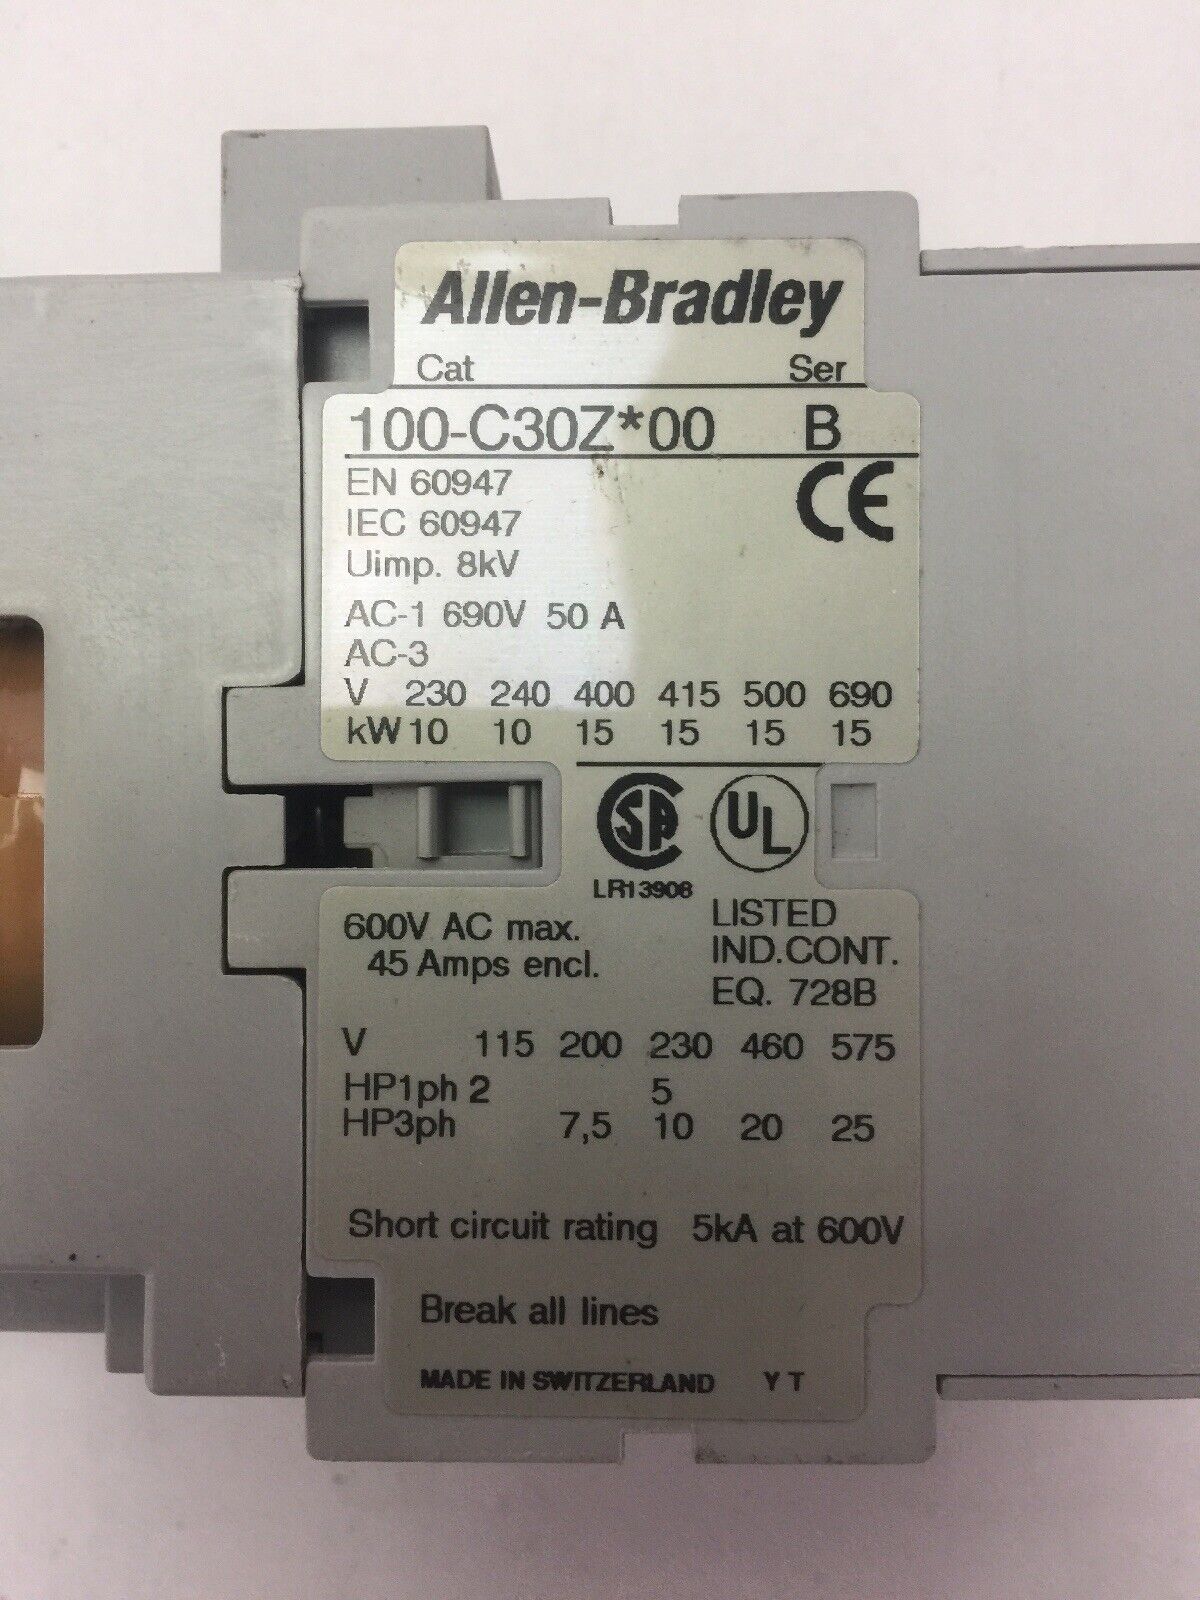 Allen-Bradley
Cat Ser
100-C30Z*00 B
EN 60947
IEC 60947
CE
Uimp. 8kV
AC-1 690V 50 A
AC-3
V 230 240 400 415 500 690
kW 10 10 15 15 15 15
SA UL
LR13908
600V AC max.
45 Amps encl.
LISTED
IND.CONT.
EQ. 728B
V 115 200 230 460 575
HP1ph 2 5
HP3ph 7,5 10 20 25
Short circuit rating 5kA at 600V
Break all lines
MADE IN SWITZERLAND Y T